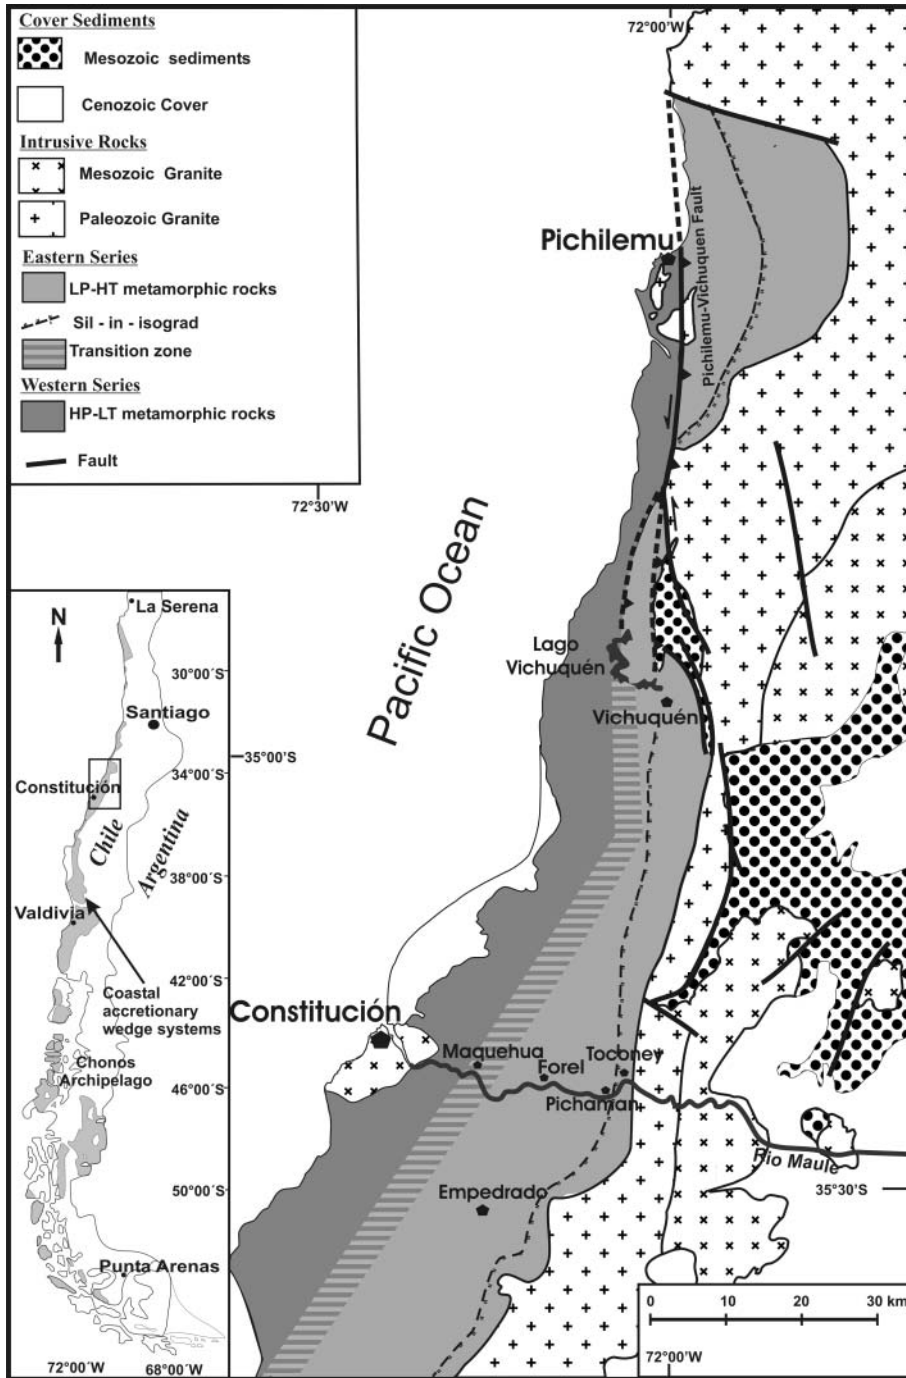 Cover Sediments
Mesozoic sediments
Cenozoic Cover
Intrusive Rocks
Mesozoic Granite
Paleozoic Granite
Eastern Series
LP-HT metamorphic rocks
Sil - in - isograd
Transition zone
Western Series
HP-LT metamorphic rocks
Fault
72°00'W
72°30'W
Pichilemu
Pichilemu-Vichuquen Fault
Pacific Ocean
Lago
Vichuquén
Vichuquén
35°00'S
Constitución
Maquehua
Forel
Toconey
Pichaman
Rio Maule
Empedrado
35°30'S
0 10 20 30 km
72°00'W
N
La Serena
30°00'S
Santiago
34°00'S
Constitución
Chile
Argentina
38°00'S
Valdivia
42°00'S
Coastal
accretionary
wedge systems
Chonos
Archipelago
46°00'S
50°00'S
Punta Arenas
72°00'W
68°00'W